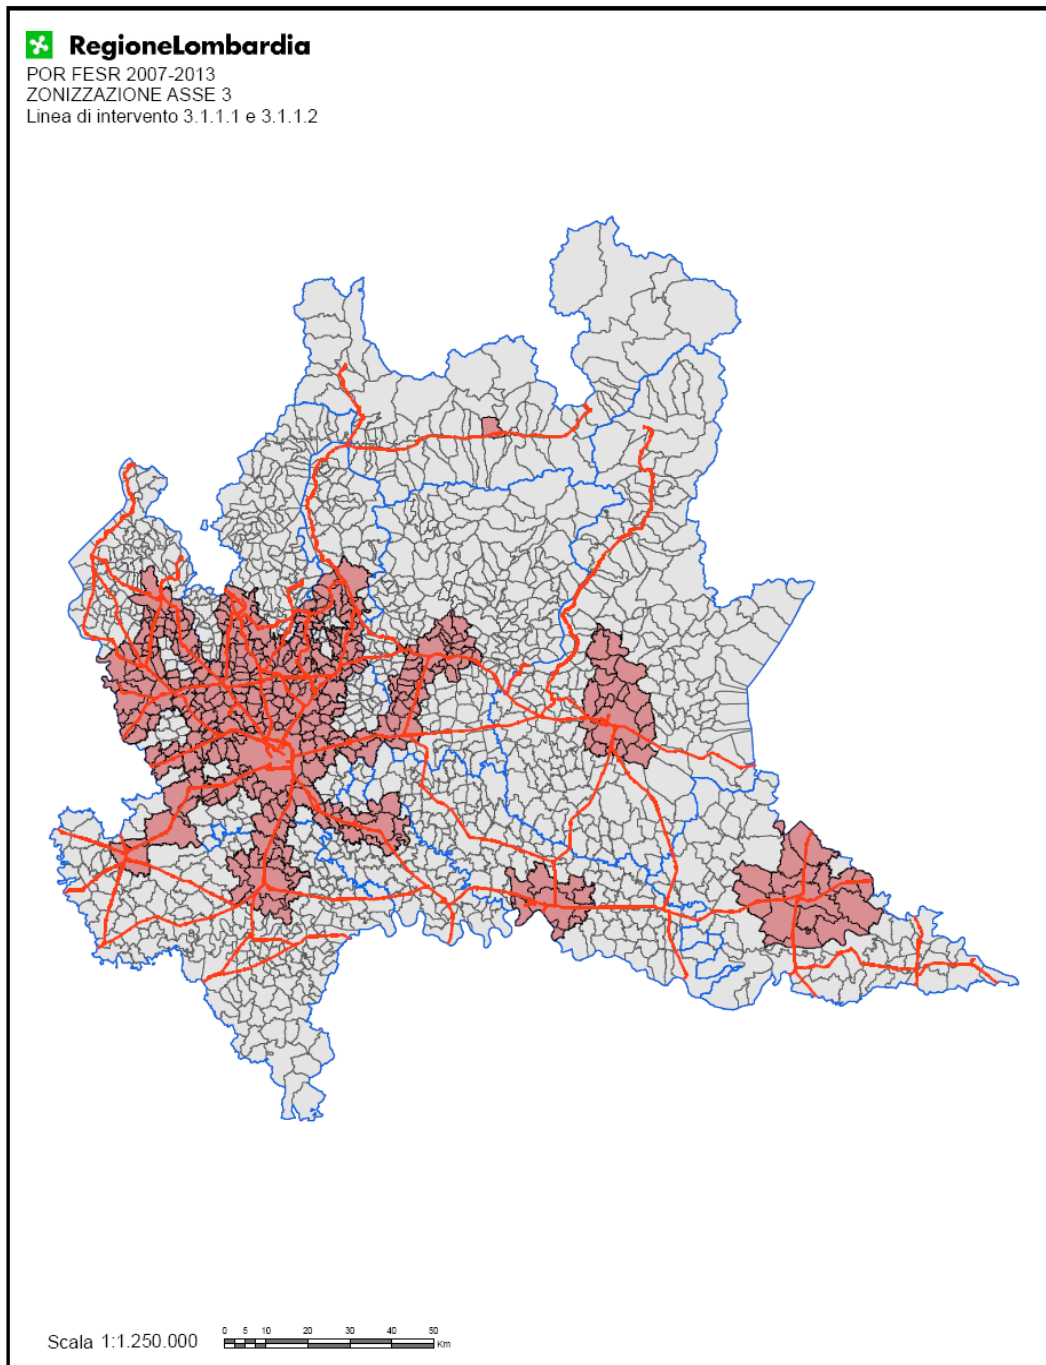 RegioneLombardia
POR FESR 2007-2013
ZONIZZAZIONE ASSE 3
Linea di intervento 3.1.1.1 e 3.1.1.2
Scala 1:1.250.000
0 5 10 20 30 40 50
Km